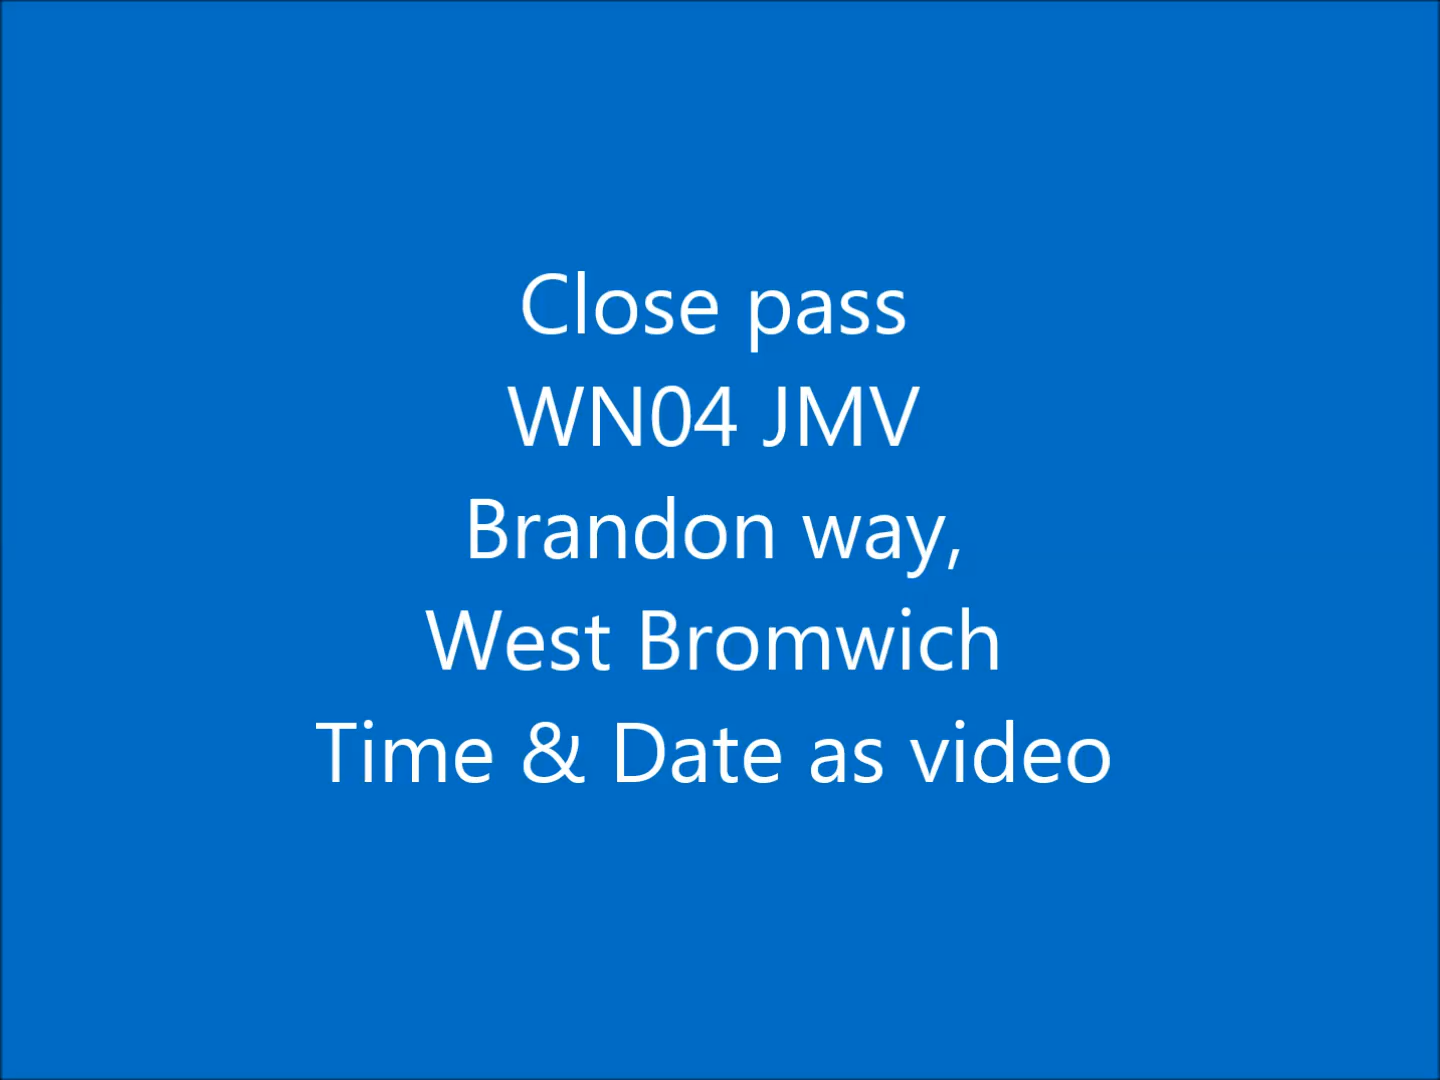 Close pass
WN04 JMV
Brandon way,
West Bromwich
Time & Date as video